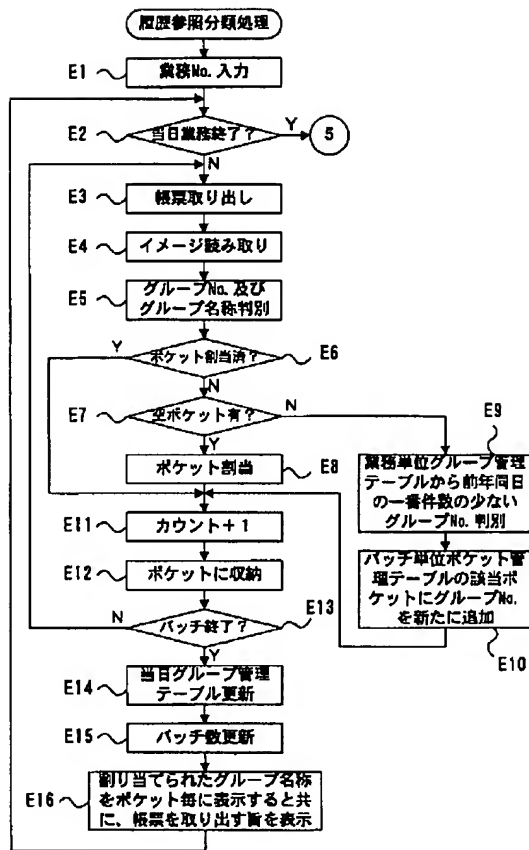 履歴参照分類処理
E1
業務No.入力
E2
当日業務終了？
Y
5
N
E3
帳票取り出し
E4
イメージ読み取り
E5
グループNo.及び
グループ名称判別
Y
ポケット割当済？
E6
N
E7
空ポケット有？
N
E9
Y
ポケット割当
E8
業務単位グループ管理
テーブルから前年同日
の一番件数の少ない
グループNo.判別
E11
カウント＋１
E12
ポケットに収納
バッチ単位ポケット管
理テーブルの該当ポ
ケットにグループNo.
を新たに追加
E10
N
バッチ終了？
E13
Y
E14
当日グループ管理
テーブル更新
E15
バッチ数更新
E16
割り当てられたグループ名称
をポケット毎に表示すると共
に、帳票を取り出す旨を表示